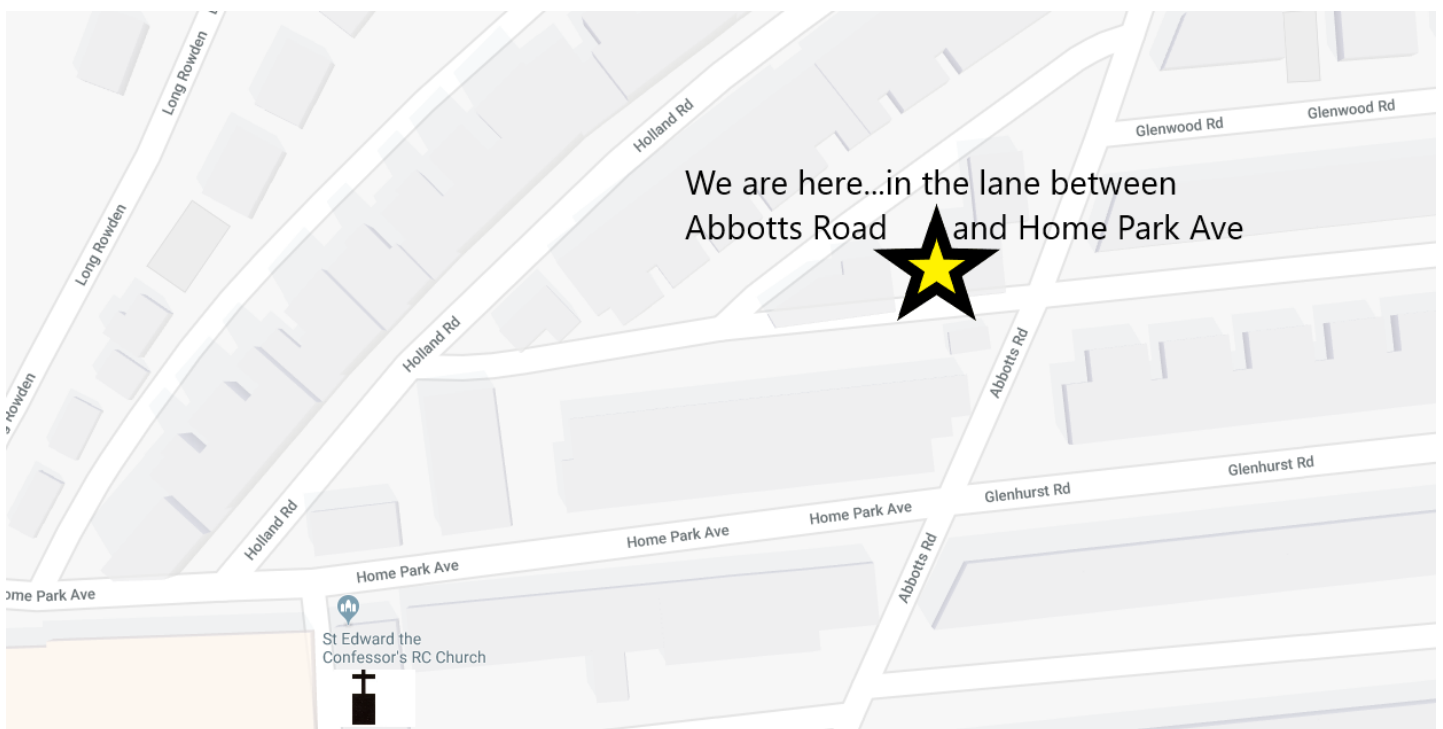 Long Rowden
Long Rowden
Rowden
Holland Rd
Holland Rd
Holland Rd
Glenwood Rd
Glenwood Rd
We are here...in the lane between
Abbotts Road and Home Park Ave
Abbotts Rd
Abbotts Rd
Glenhurst Rd
Glenhurst Rd
Home Park Ave
Home Park Ave
Home Park Ave
ome Park Ave
St Edward the
Confessor's RC Church